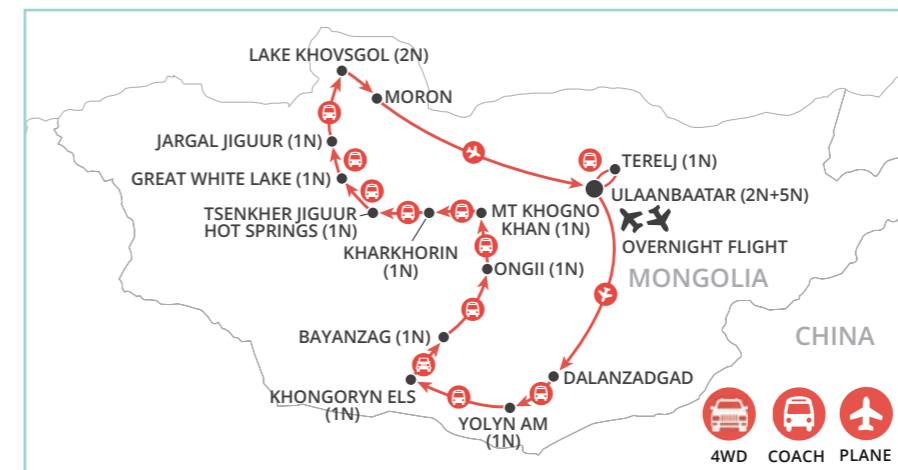 LAKE KHOVSGOL (2N)
MORON
JARGAL JIGUUR (1N)
TERELJ (1N)
GREAT WHITE LAKE (1N)
ULAANBAATAR (2N+5N)
TSENKHER JIGUUR
HOT SPRINGS (1N)
MT KHOGNO
KHAN (1N)
KHARKHORIN
(1N)
OVERNIGHT FLIGHT
ONGII (1N)
MONGOLIA
BAYANZAG (1N)
CHINA
DALANZADGAD
KHONGORYN ELS
(1N)
YOLYN AM
(1N)
4WD
COACH
PLANE